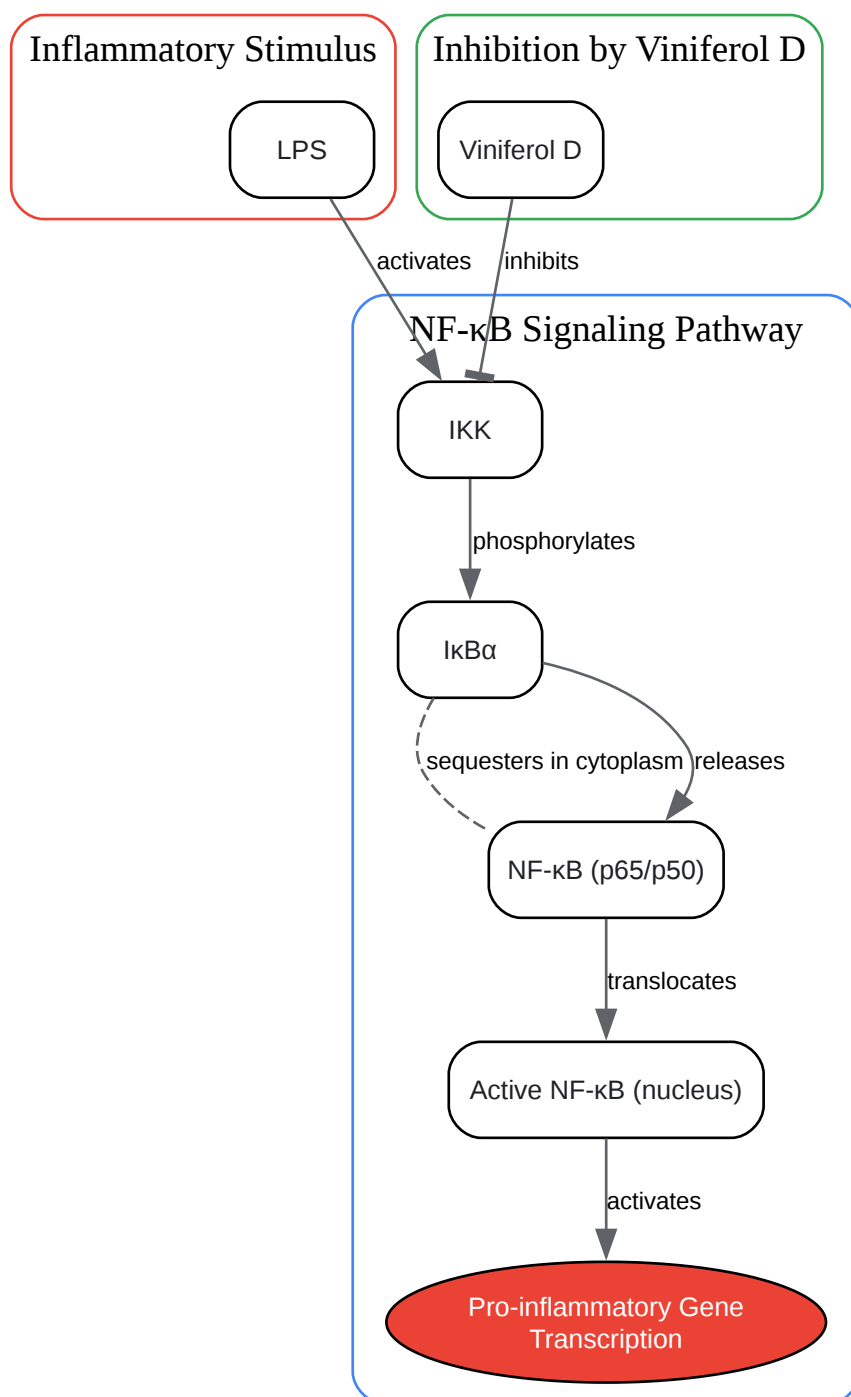 Inflammatory Stimulus
Inhibition by Viniferol D
LPS
Viniferol D
activates
inhibits
NF-κB Signaling Pathway
IKK
phosphorylates
IκBα
sequesters in cytoplasm
releases
NF-κB (p65/p50)
translocates
Active NF-κB (nucleus)
activates
Pro-inflammatory Gene
Transcription